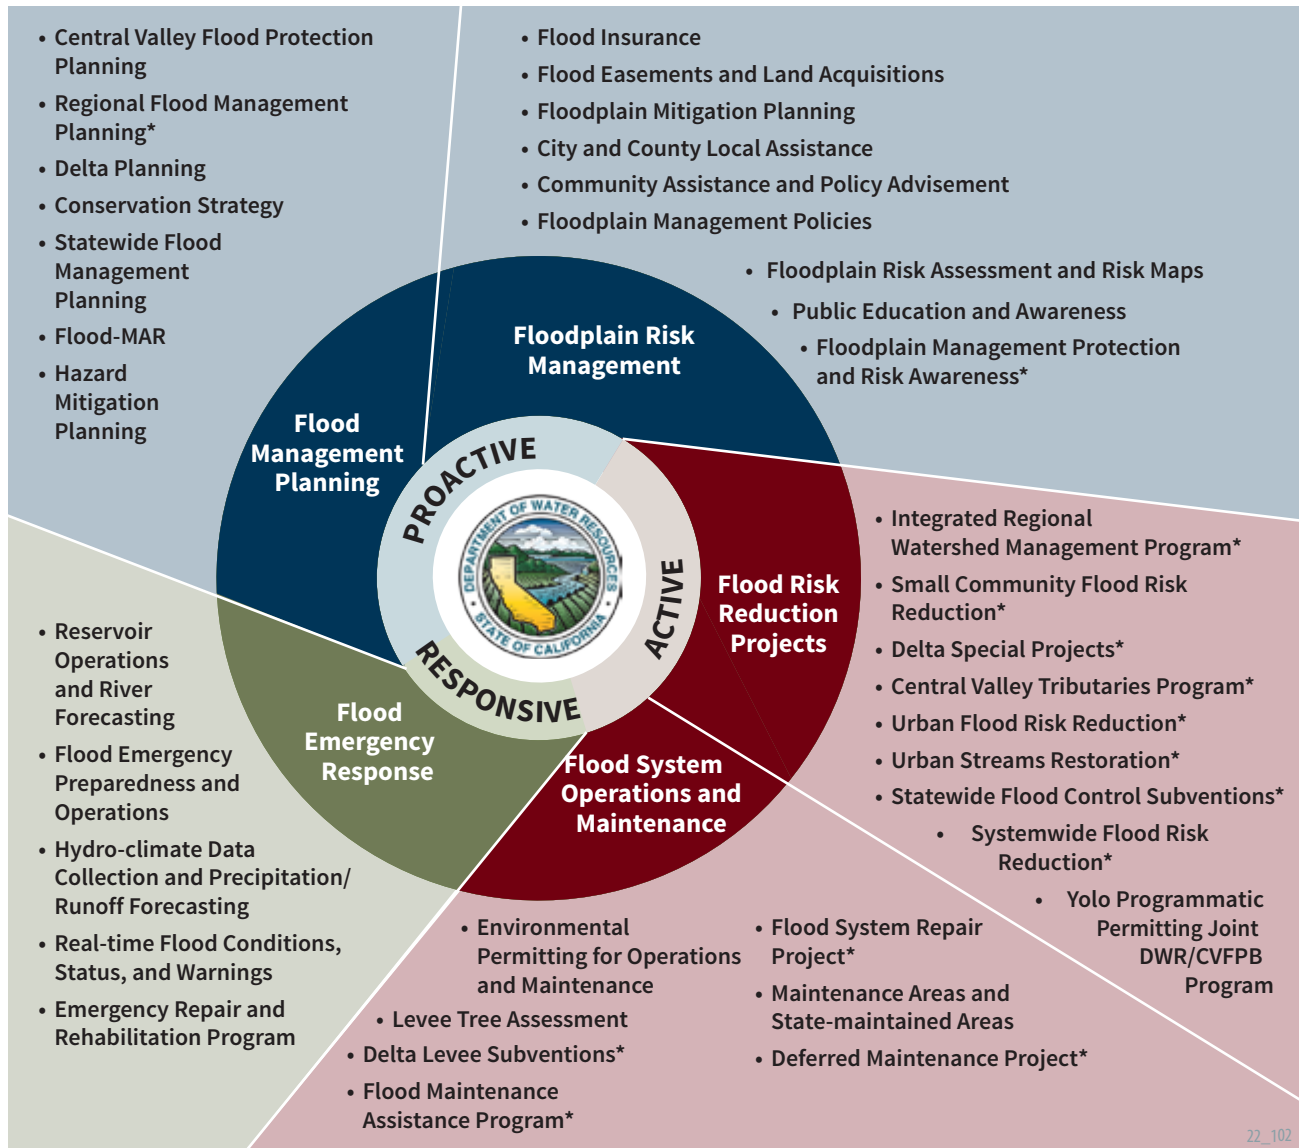 • Central Valley Flood Protection
Planning
• Regional Flood Management
Planning*
• Delta Planning
• Conservation Strategy
• Statewide Flood
Management
Planning
• Flood-MAR
• Hazard
Mitigation
Planning
• Flood Insurance
• Flood Easements and Land Acquisitions
• Floodplain Mitigation Planning
• City and County Local Assistance
• Community Assistance and Policy Advisement
• Floodplain Management Policies
• Floodplain Risk Assessment and Risk Maps
• Public Education and Awareness
• Floodplain Management Protection
and Risk Awareness*
Floodplain Risk
Management
Flood
Management
Planning
PROACTIVE
ACTIVE
RESPONSIVE
DEPARTMENT OF WATER RESOURCES
• STATE OF CALIFORNIA •
Flood Risk
Reduction
Projects
• Integrated Regional
Watershed Management Program*
• Small Community Flood Risk
Reduction*
• Delta Special Projects*
• Central Valley Tributaries Program*
• Urban Flood Risk Reduction*
• Urban Streams Restoration*
• Statewide Flood Control Subventions*
• Systemwide Flood Risk
Reduction*
• Yolo Programmatic
Permitting Joint
DWR/CVFPB
Program
Flood
Emergency
Response
• Reservoir
Operations
and River
Forecasting
• Flood Emergency
Preparedness and
Operations
• Hydro-climate Data
Collection and Precipitation/
Runoff Forecasting
• Real-time Flood Conditions,
Status, and Warnings
• Emergency Repair and
Rehabilitation Program
Flood System
Operations and
Maintenance
• Environmental
Permitting for Operations
and Maintenance
• Levee Tree Assessment
• Delta Levee Subventions*
• Flood Maintenance
Assistance Program*
• Flood System Repair
Project*
• Maintenance Areas and
State-maintained Areas
• Deferred Maintenance Project*
22_102